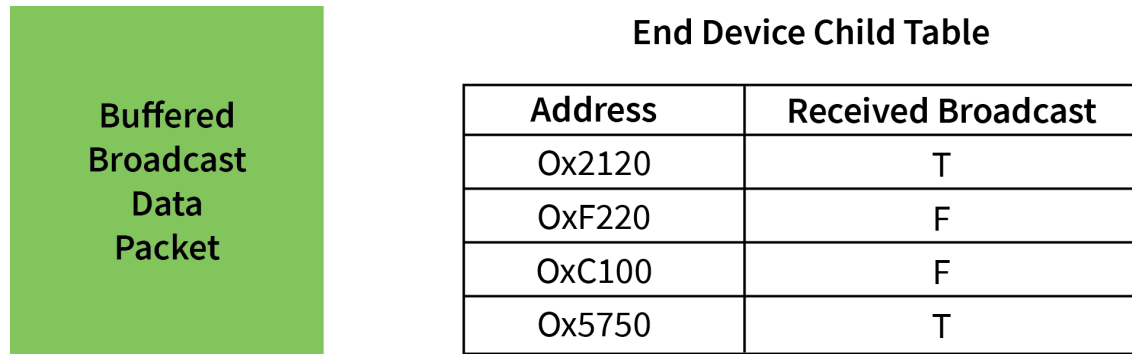 Buffered
Broadcast
Data
Packet
End Device Child Table
Address Received Broadcast
Ox2120 T
OxF220 F
OxC100 F
Ox5750 T